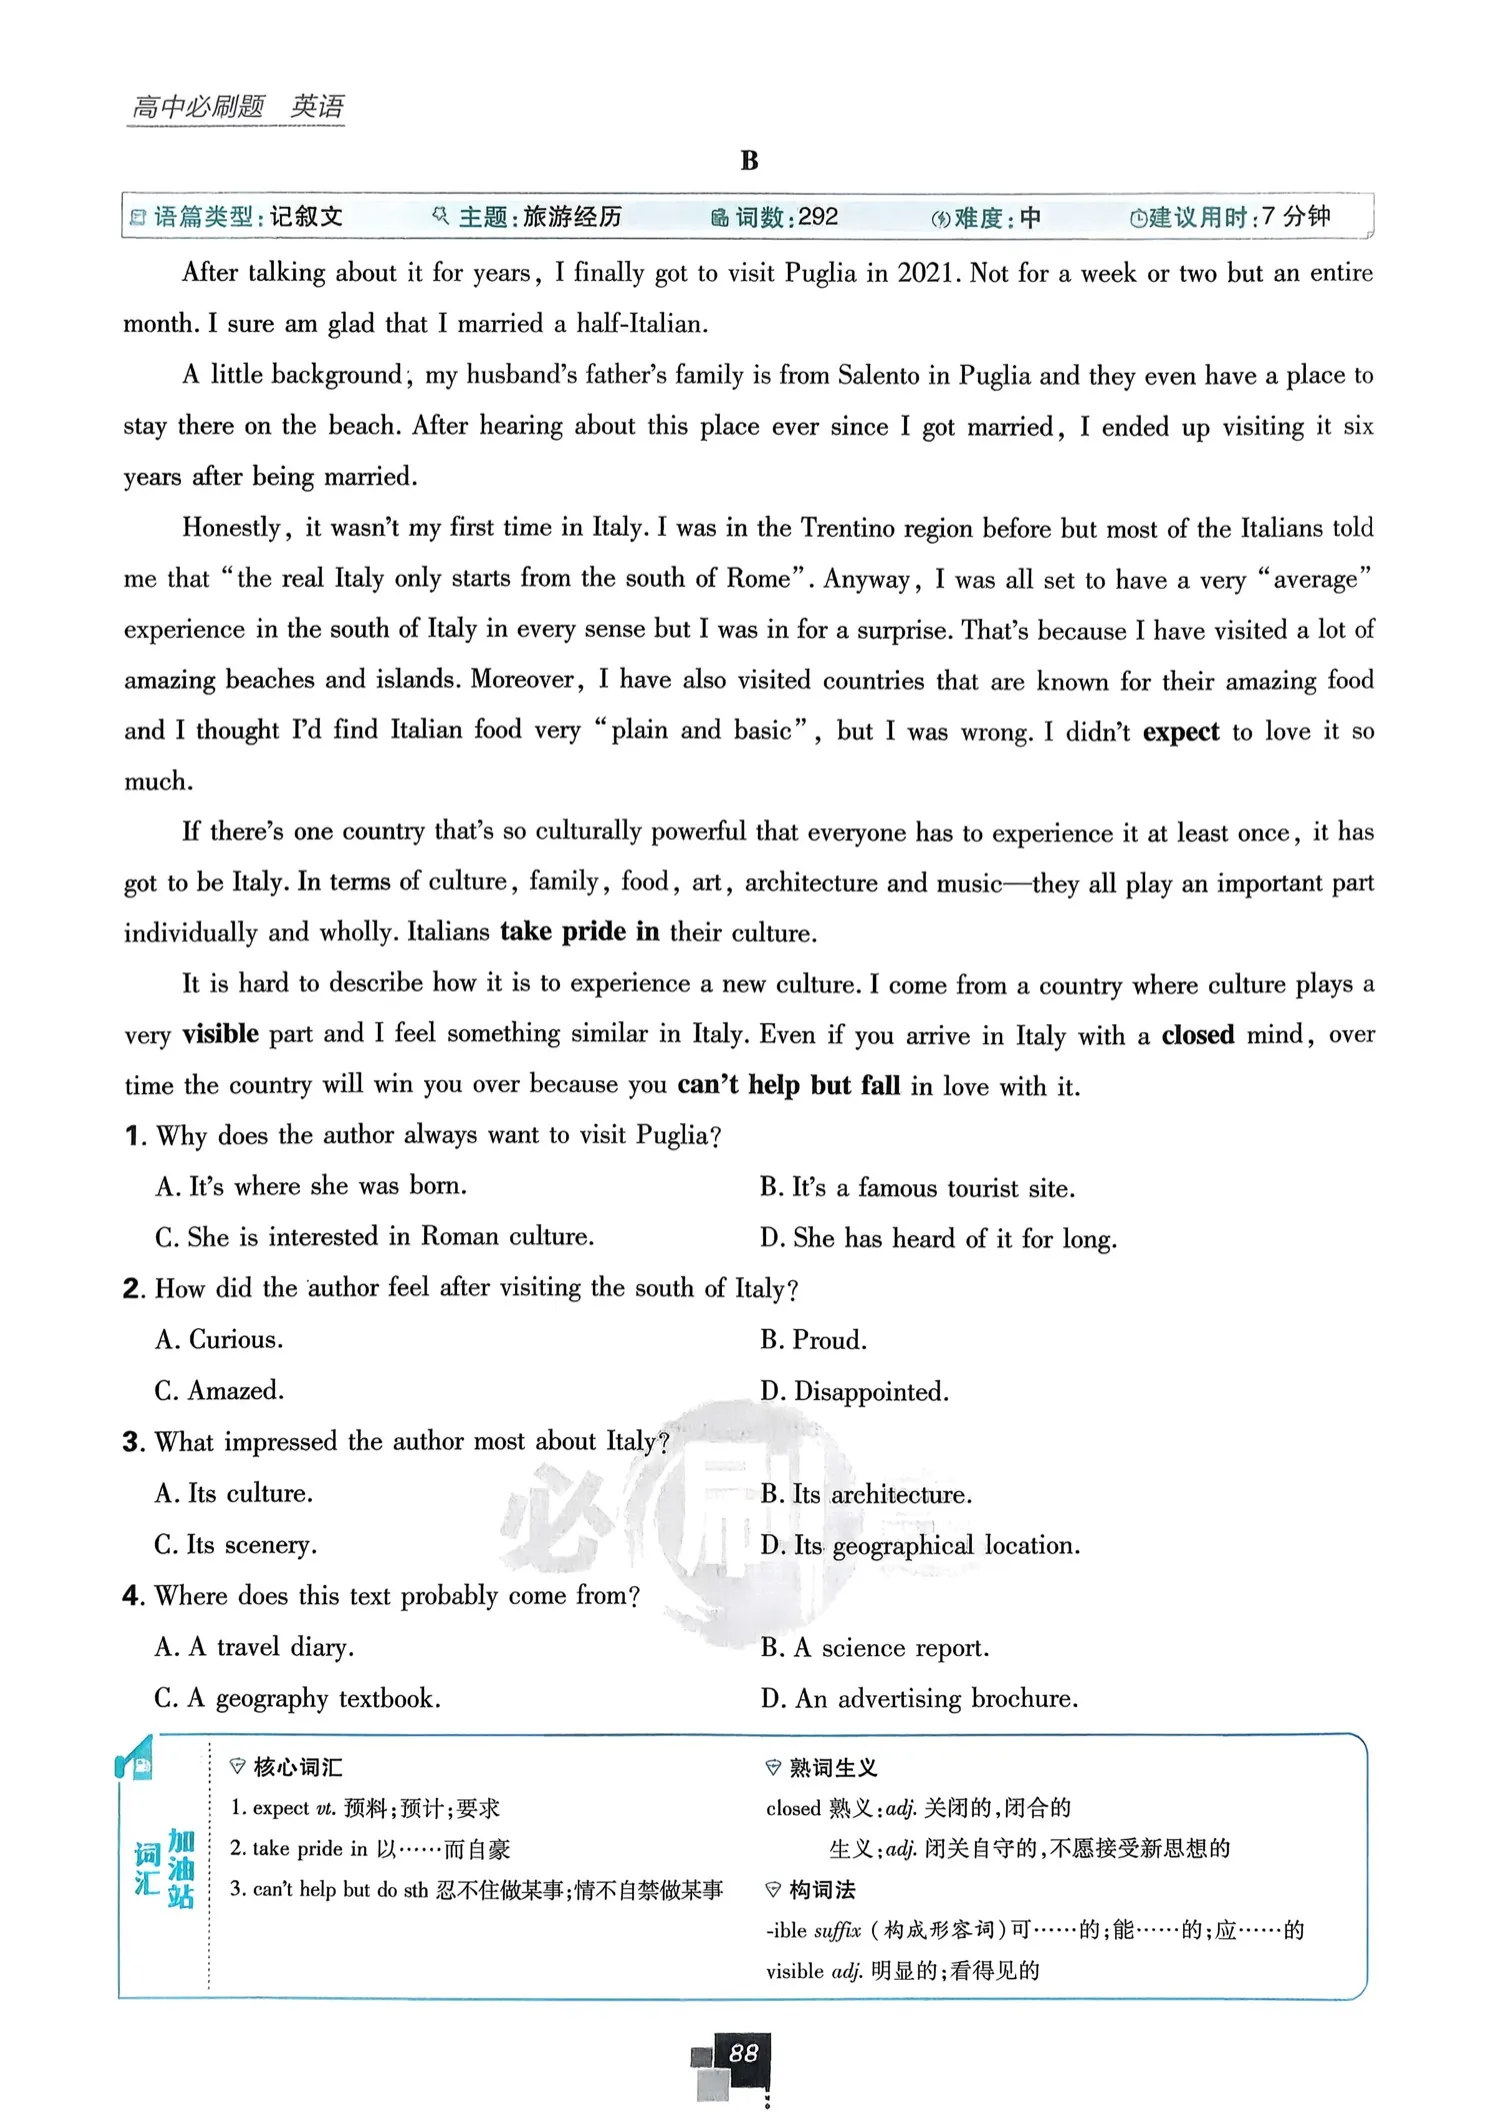 高中必刷题 英语
B
语篇类型:记叙文 主题:旅游经历 词数:292 难度:中 建议用时:7 分钟
After talking about it for years, I finally got to visit Puglia in 2021. Not for a week or two but an entire
month. I sure am glad that I married a half-Italian.
A little background, my husband's father's family is from Salento in Puglia and they even have a place to
stay there on the beach. After hearing about this place ever since I got married, I ended up visiting it six
years after being married.
Honestly, it wasn't my first time in Italy. I was in the Trentino region before but most of the Italians told
me that “the real Italy only starts from the south of Rome”. Anyway, I was all set to have a very “average”
experience in the south of Italy in every sense but I was in for a surprise. That's because I have visited a lot of
amazing beaches and islands. Moreover, I have also visited countries that are known for their amazing food
and I thought I'd find Italian food very “plain and basic”, but I was wrong. I didn't expect to love it so
much.
If there's one country that's so culturally powerful that everyone has to experience it at least once, it has
got to be Italy. In terms of culture, family, food, art, architecture and music—they all play an important part
individually and wholly. Italians take pride in their culture.
It is hard to describe how it is to experience a new culture. I come from a country where culture plays a
very visible part and I feel something similar in Italy. Even if you arrive in Italy with a closed mind, over
time the country will win you over because you can't help but fall in love with it.
1. Why does the author always want to visit Puglia?
A. It's where she was born. B. It's a famous tourist site.
C. She is interested in Roman culture. D. She has heard of it for long.
2. How did the author feel after visiting the south of Italy?
A. Curious. B. Proud.
C. Amazed. D. Disappointed.
3. What impressed the author most about Italy?
A. Its culture. B. Its architecture.
C. Its scenery. D. Its geographical location.
4. Where does this text probably come from?
A. A travel diary. B. A science report.
C. A geography textbook. D. An advertising brochure.
词汇加油站
核心词汇
1. expect vt. 预料;预计;要求
2. take pride in 以……而自豪
3. can't help but do sth 忍不住做某事;情不自禁做某事
熟词生义
closed 熟义:adj. 关闭的,闭合的
生义:adj. 闭关自守的,不愿接受新思想的
构词法
-ible suffix (构成形容词)可……的;能……的;应……的
visible adj. 明显的;看得见的
必刷
88